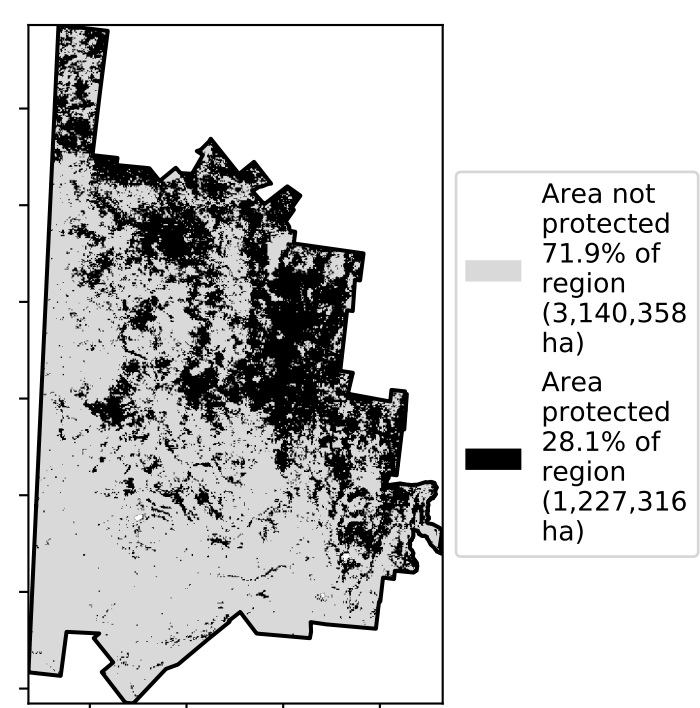 Area not
protected
71.9% of
region
(3,140,358
ha)
Area
protected
28.1% of
region
(1,227,316
ha)